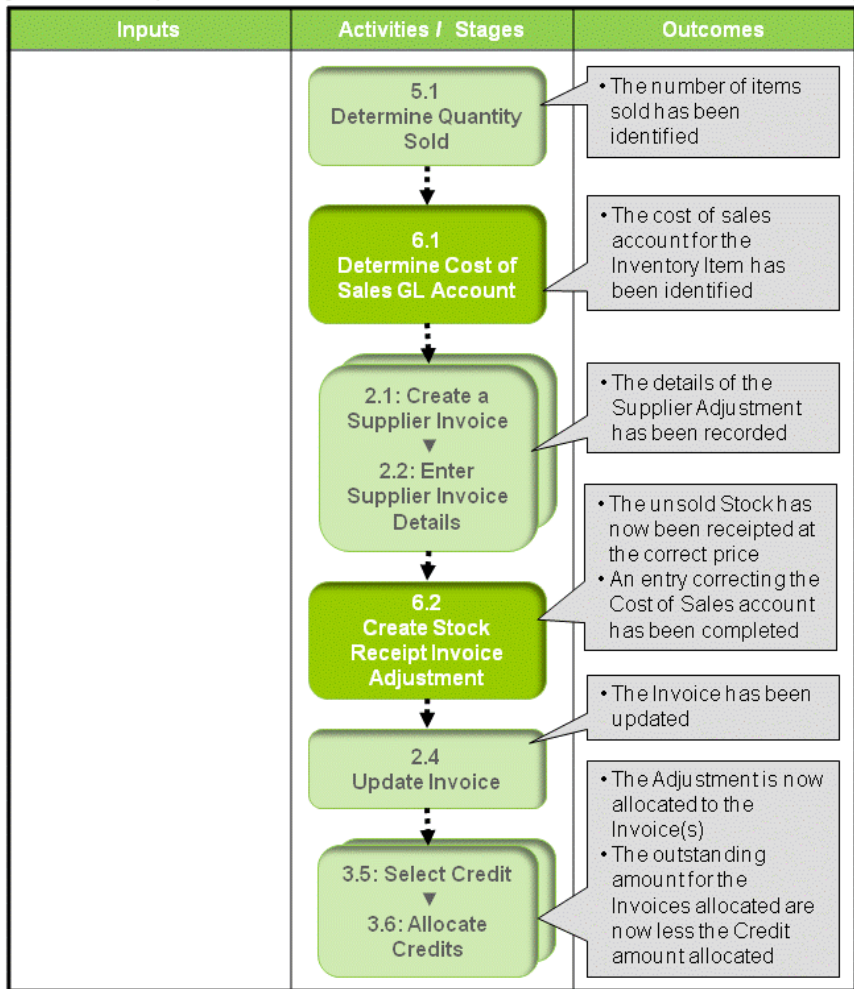 Inputs
Activities / Stages
Outcomes
5.1
Determine Quantity
Sold
• The number of items
sold has been
identified
6.1
Determine Cost of
Sales GL Account
• The cost of sales
account for the
Inventory Item has
been identified
2.1: Create a
Supplier Invoice
▼
2.2: Enter
Supplier Invoice
Details
• The details of the
Supplier Adjustment
has been recorded
6.2
Create Stock
Receipt Invoice
Adjustment
• The unsold Stock has
now been receipted at
the correct price
• An entry correcting the
Cost of Sales account
has been completed
2.4
Update Invoice
• The Invoice has been
updated
3.5: Select Credit
▼
3.6: Allocate
Credits
• The Adjustment is now
allocated to the
Invoice(s)
• The outstanding
amount for the
Invoices allocated are
now less the Credit
amount allocated